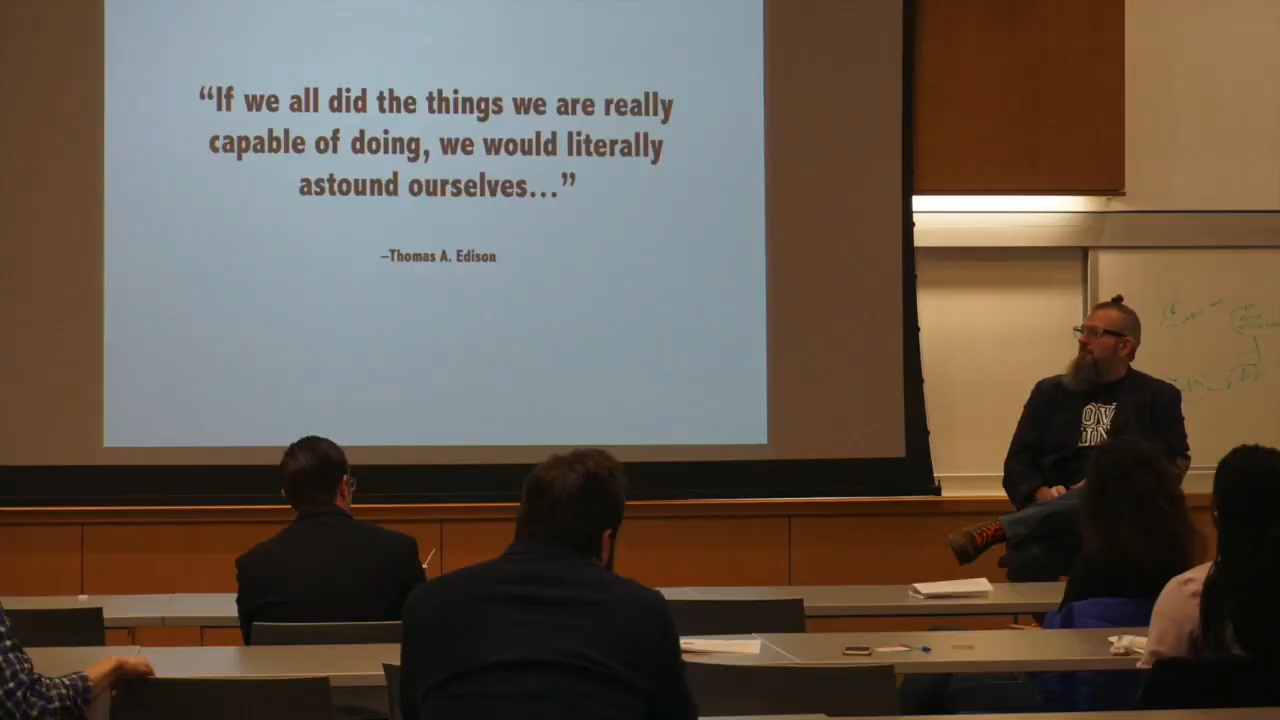 “If we all did the things we are really
capable of doing, we would literally
astound ourselves...”
–Thomas A. Edison